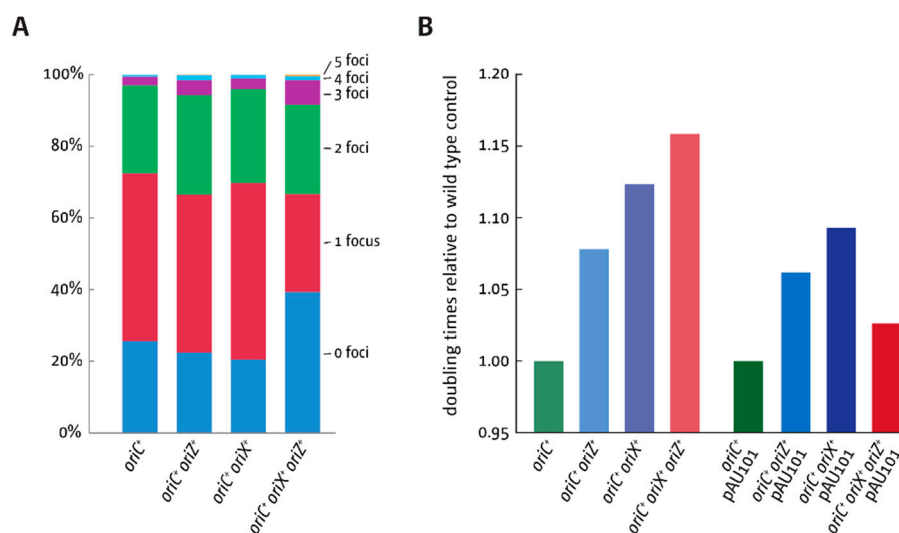 A
100%
80%
60%
40%
20%
0%
5 foci
4 foci
3 foci
2 foci
1 focus
0 foci
oriC⁺
oriC⁺ oriZ⁺
oriC⁺ oriX⁺
oriC⁺ oriX⁺ oriZ⁺
B
doubling times relative to wild type control
1.20
1.15
1.10
1.05
1.00
0.95
oriC⁺
oriC⁺ oriZ⁺
oriC⁺ oriX⁺
oriC⁺ oriX⁺ oriZ⁺
oriC⁺
pAU101
oriC⁺ oriZ⁺
pAU101
oriC⁺ oriX⁺
pAU101
oriC⁺ oriX⁺ oriZ⁺
pAU101